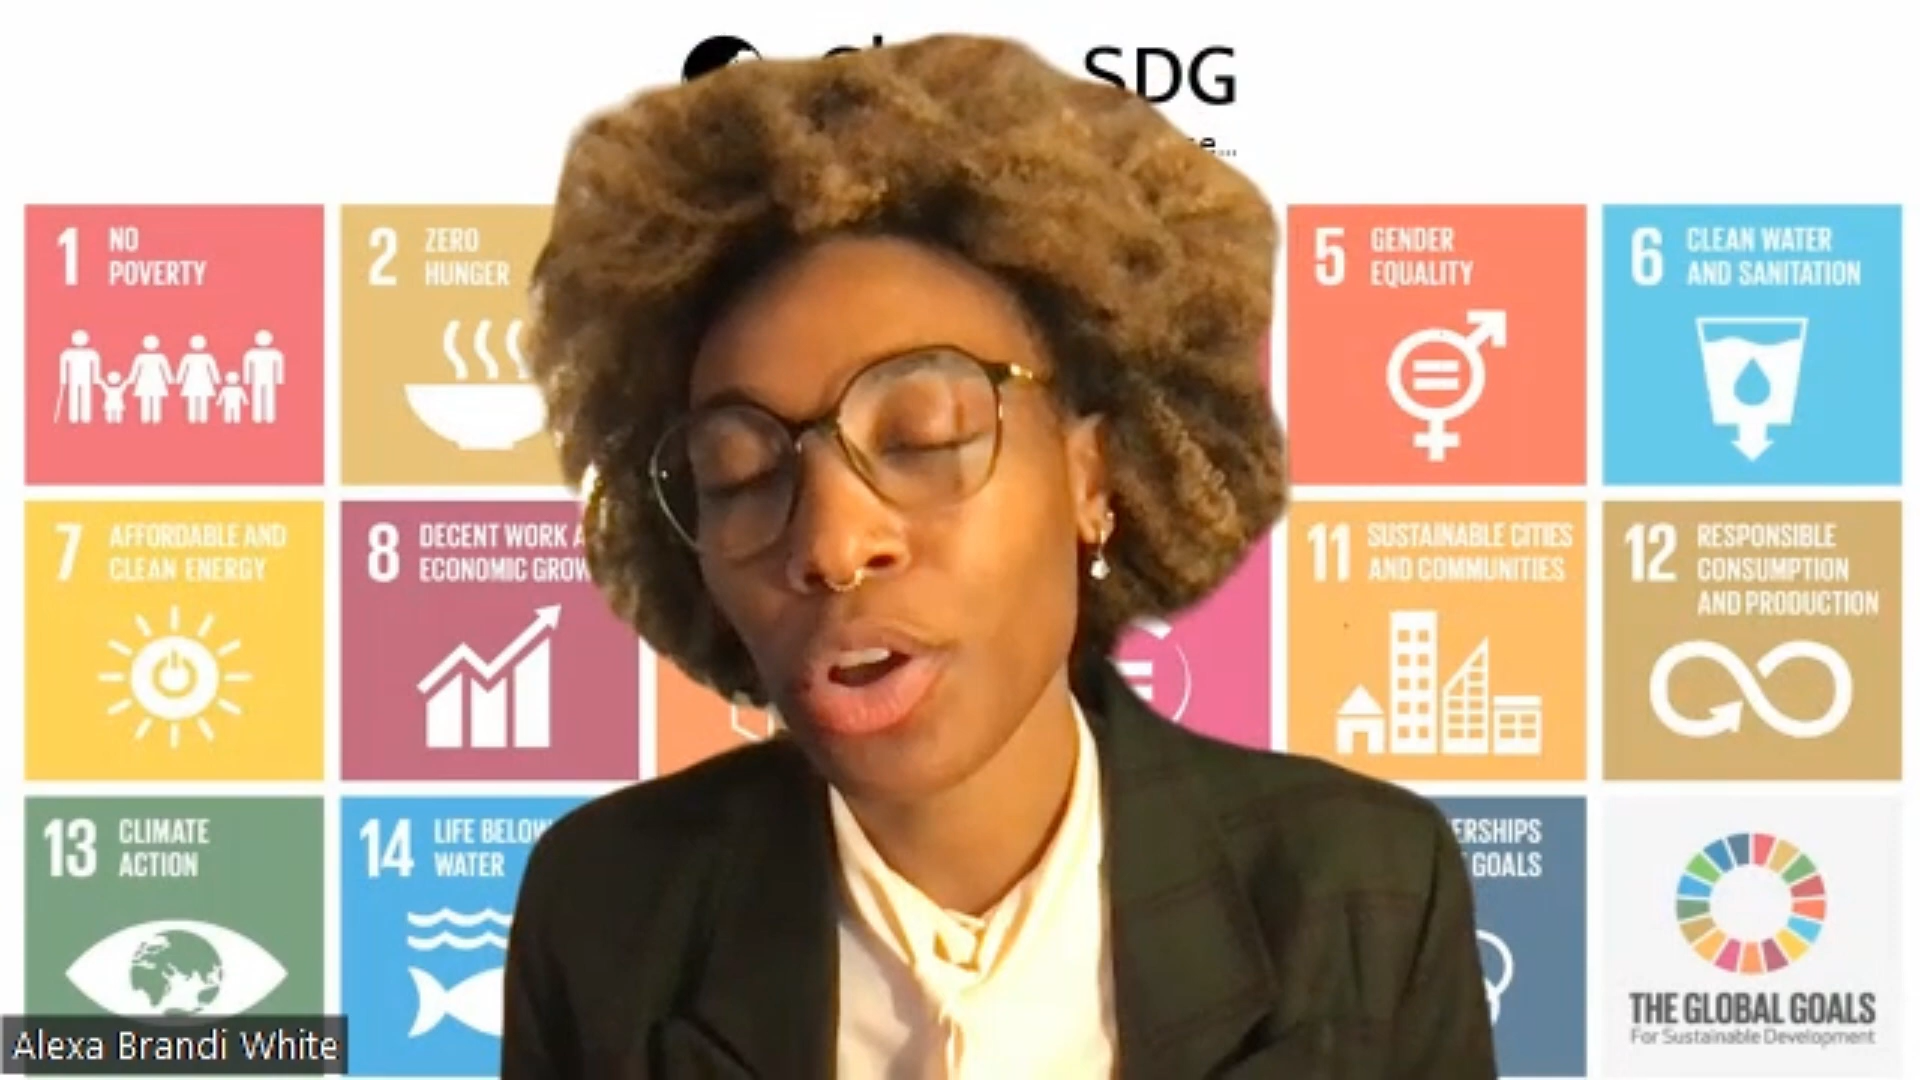 SDG
1 NO
POVERTY
2 ZERO
HUNGER
5 GENDER
EQUALITY
6 CLEAN WATER
AND SANITATION
7 AFFORDABLE AND
CLEAN ENERGY
8 DECENT WORK
ECONOMIC
11 SUSTAINABLE CITIES
AND COMMUNITIES
12 RESPONSIBLE
CONSUMPTION
AND PRODUCTION
13 CLIMATE
ACTION
14 LIFE BELOW
WATER
GOALS
THE GLOBAL GOALS
For Sustainable Development
Alexa Brandi White